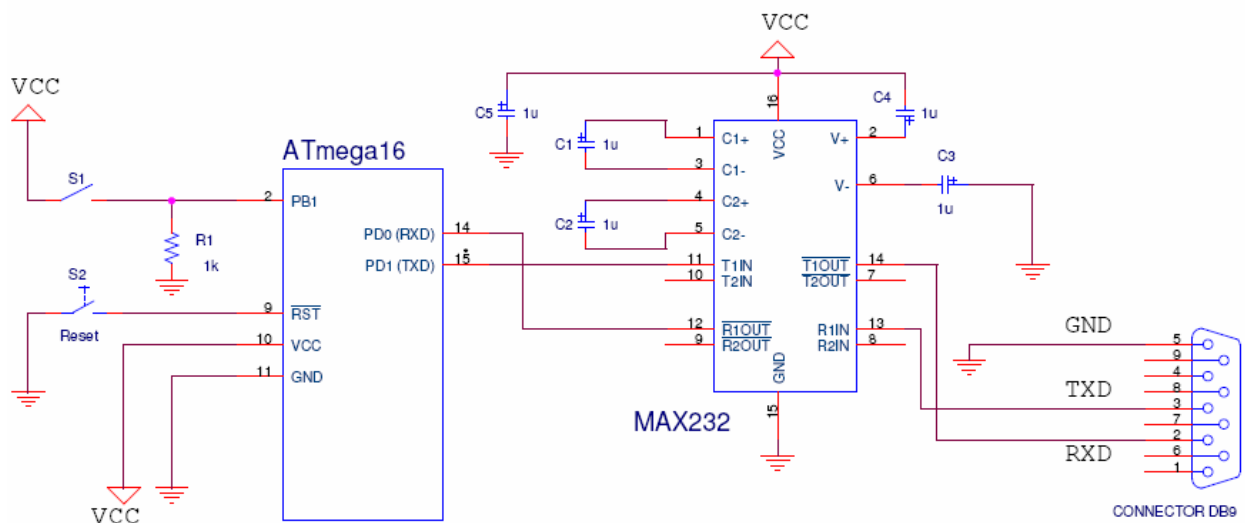 VCC
VCC
16
C5
1u
C4
1u
C1
1u
1
C1+
VCC
V+
2
3
C1-
C3
1u
ATmega16
S1
2
PB1
4
C2+
V-
6
C2
1u
5
C2-
R1
1k
PD0 (RXD)
14
PD1 (TXD)
15
11
T1IN
T1OUT
14
10
T2IN
T2OUT
7
S2
Reset
9
RST
12
R1OUT
R1IN
13
9
R2OUT
R2IN
8
10
VCC
11
GND
GND
15
MAX232
VCC
GND
5
9
4
TXD
8
3
7
2
RXD
6
1
CONNECTOR DB9